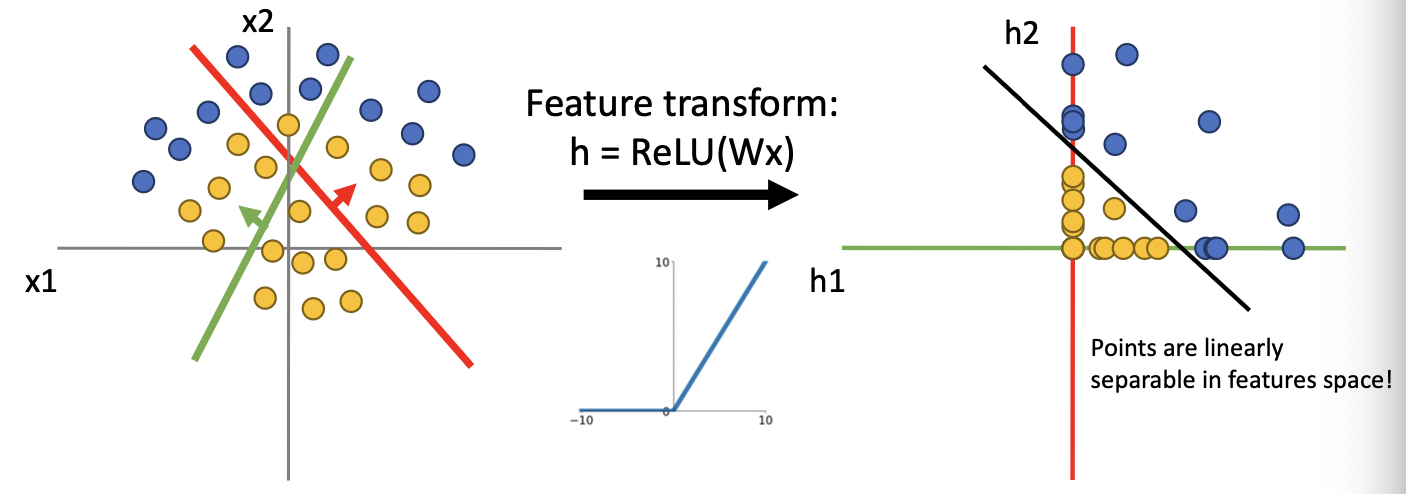 x2
x1
Feature transform:
h = ReLU(Wx)
10
0
−10
10
h2
h1
Points are linearly
separable in features space!